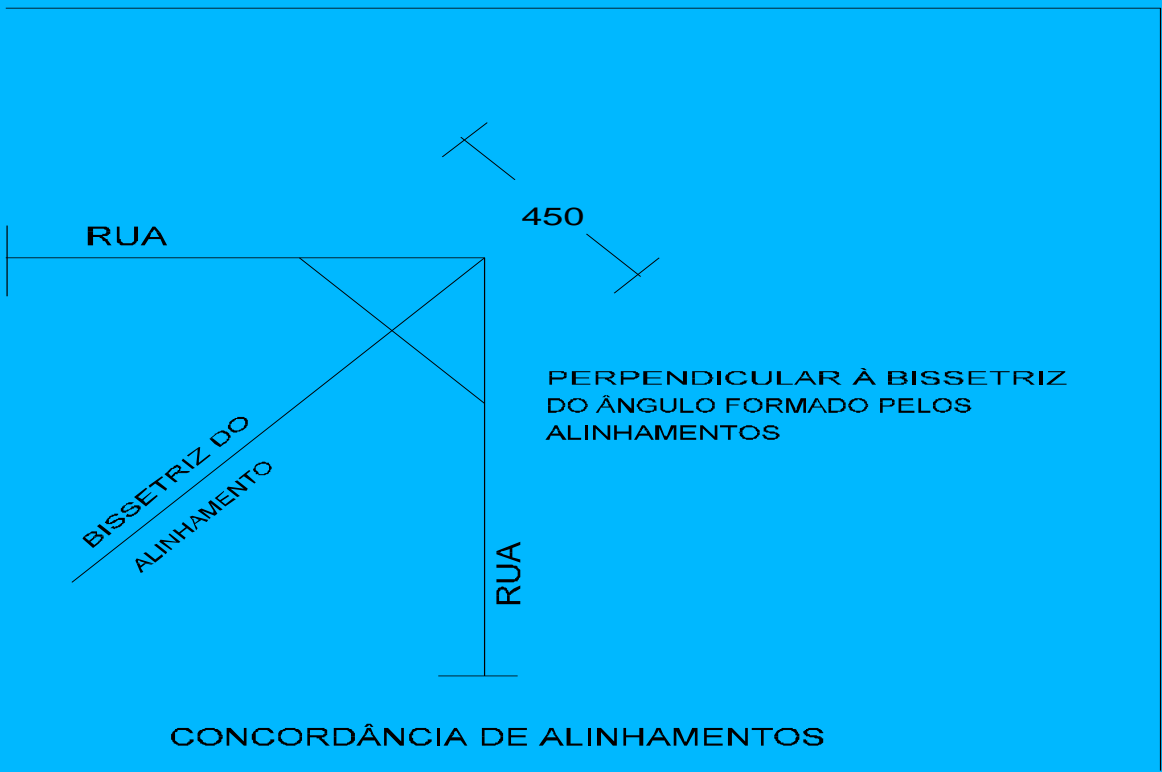 450
RUA
PERPENDICULAR À BISSETRIZ
DO ÂNGULO FORMADO PELOS
ALINHAMENTOS
BISSETRIZ DO
ALINHAMENTO
RUA
CONCORDÂNCIA DE ALINHAMENTOS